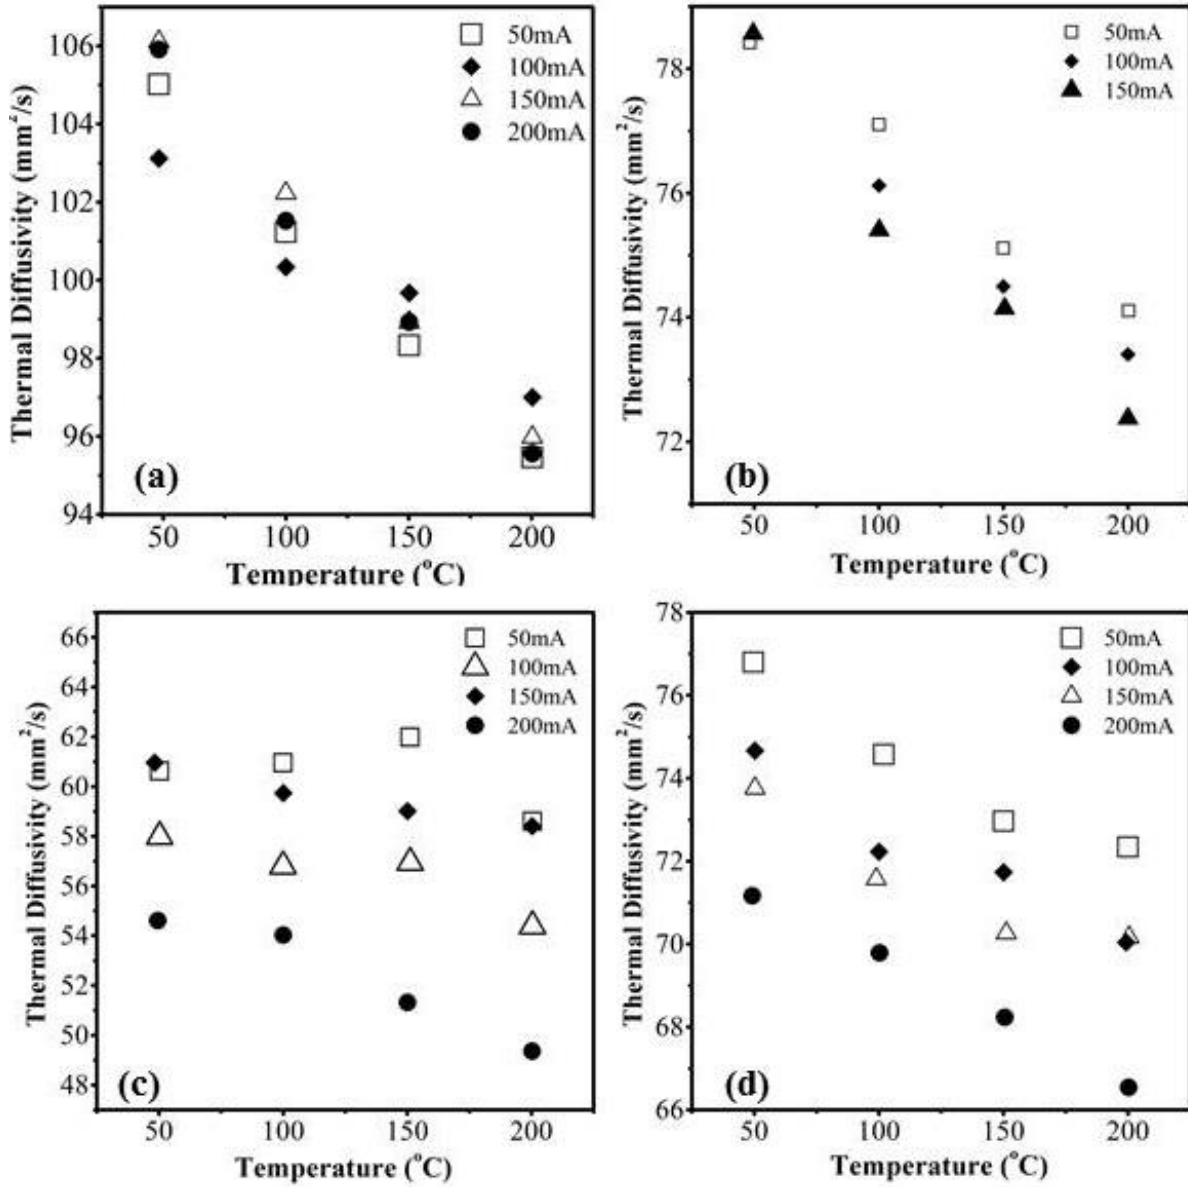 Thermal Diffusivity (mm²/s)
106
104
102
100
98
96
94
50mA
100mA
150mA
200mA
(a)
50
100
150
200
Temperature (°C)
Thermal Diffusivity (mm²/s)
78
76
74
72
50mA
100mA
150mA
(b)
50
100
150
200
Temperature (°C)
Thermal Diffusivity (mm²/s)
66
64
62
60
58
56
54
52
50
48
50mA
100mA
150mA
200mA
(c)
50
100
150
200
Temperature (°C)
Thermal Diffusivity (mm²/s)
78
76
74
72
70
68
66
50mA
100mA
150mA
200mA
(d)
50
100
150
200
Temperature (°C)